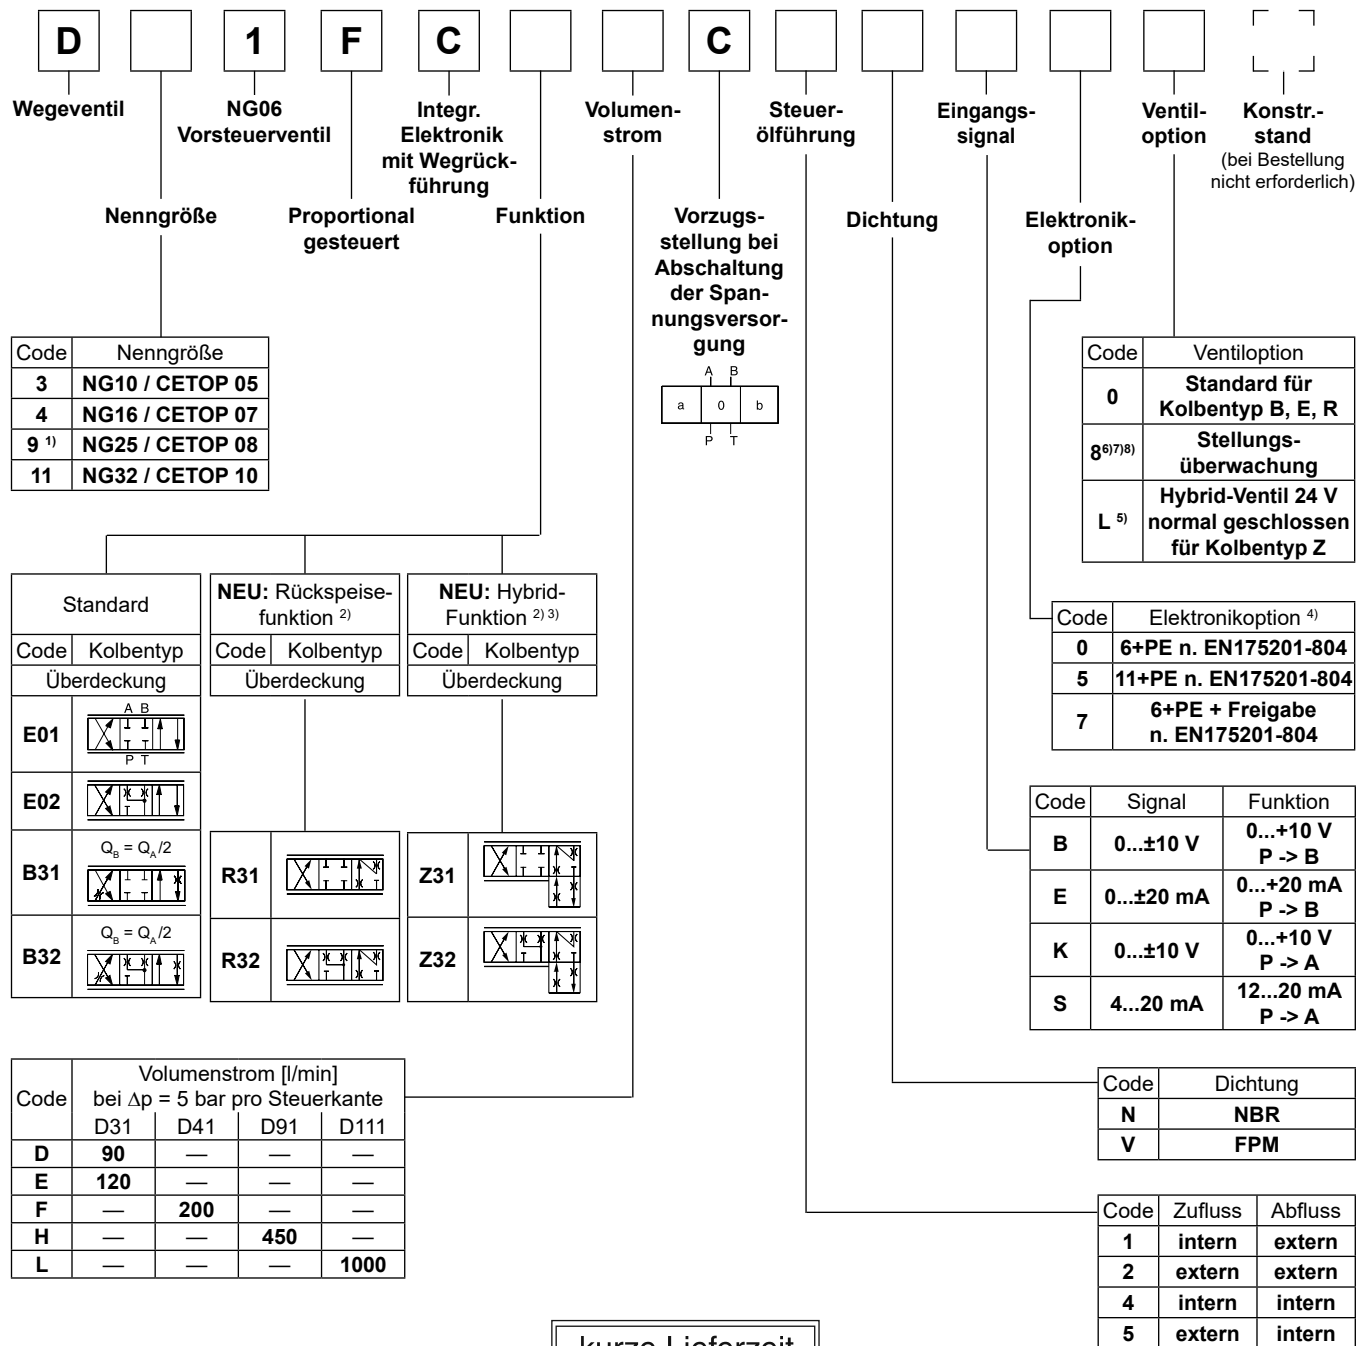 D 1 F C C
Wegeventil
NG06
Vorsteuerventil
Integr.
Elektronik
mit Wegrück-
führung
Volumen-
strom
Steuer-
ölführung
Eingangs-
signal
Ventil-
option
Konstr.-
stand
(bei Bestellung
nicht erforderlich)
Nenngröße
Proportional
gesteuert
Funktion
Vorzugs-
stellung bei
Abschaltung
der Span-
nungsversor-
gung
Dichtung
Elektronik-
option
A B
a 0 b
P T
Code Nenngröße
3 NG10 / CETOP 05
4 NG16 / CETOP 07
9 1) NG25 / CETOP 08
11 NG32 / CETOP 10
Code Ventiloption
0 Standard für
Kolbentyp B, E, R
8 6)7)8) Stellungs-
überwachung
L 5) Hybrid-Ventil 24 V
normal geschlossen
für Kolbentyp Z
Standard
Code Kolbentyp
Überdeckung
E01
A B
P T
E02
B31
QB = QA/2
B32
QB = QA/2
NEU: Rückspeise-
funktion 2)
Code Kolbentyp
Überdeckung
R31
R32
NEU: Hybrid-
Funktion 2) 3)
Code Kolbentyp
Überdeckung
Z31
Z32
Code Elektronikoption 4)
0 6+PE n. EN175201-804
5 11+PE n. EN175201-804
7 6+PE + Freigabe
n. EN175201-804
Code Signal Funktion
B 0...±10 V 0...+10 V
P -> B
E 0...±20 mA 0...+20 mA
P -> B
K 0...±10 V 0...+10 V
P -> A
S 4...20 mA 12...20 mA
P -> A
Code Volumenstrom [l/min]
bei Δp = 5 bar pro Steuerkante
D31 D41 D91 D111
D 90 — — —
E 120 — — —
F — 200 — —
H — — 450 —
L — — — 1000
Code Dichtung
N NBR
V FPM
Code Zufluss Abfluss
1 intern extern
2 extern extern
4 intern intern
5 extern intern
kurze Lieferzeit